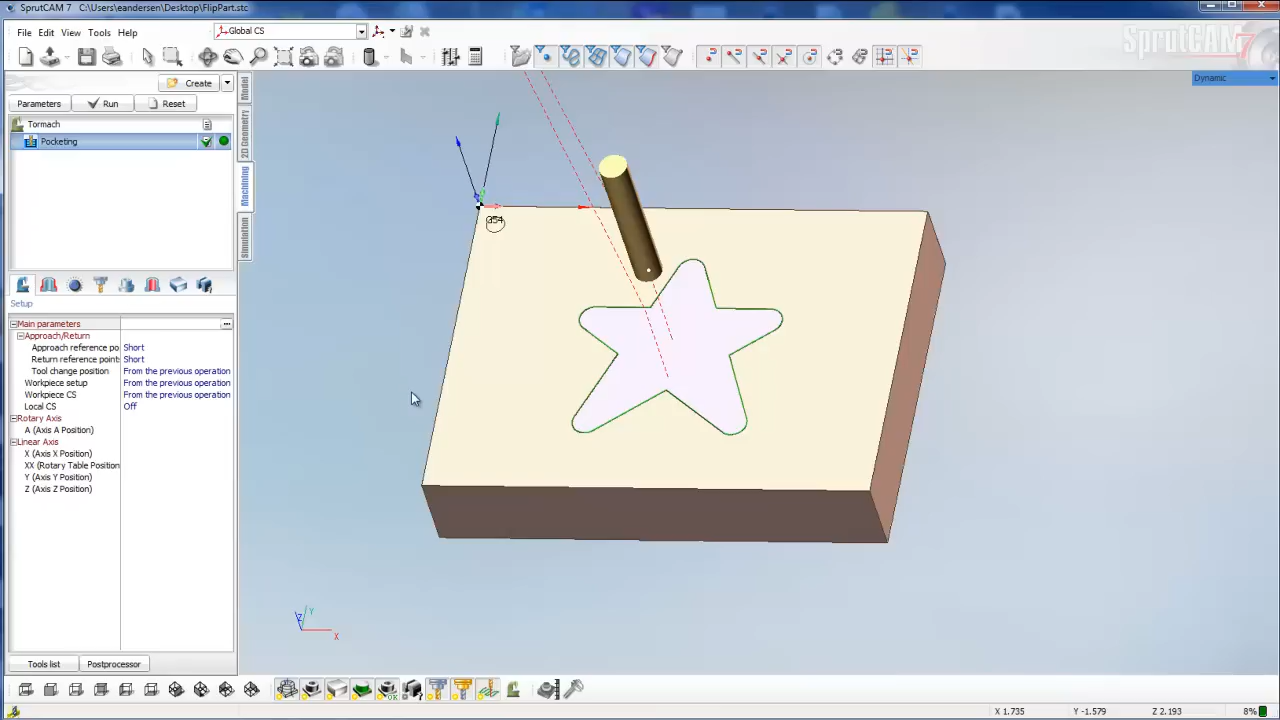 SprutCAM 7   C:\Users\eandersen\Desktop\FlipPart.stc
File Edit View Tools Help
Global CS
SprutCAM 7
Create
Dynamic
Parameters Run Reset
Model
2D Geometry
Machining
Simulation
Tormach
Pocketing
G54
Setup
Main parameters
Approach/Return
Approach reference po Short
Return reference point: Short
Tool change position From the previous operation
Workpiece setup From the previous operation
Workpiece CS From the previous operation
Local CS Off
Rotary Axis
A (Axis A Position)
Linear Axis
X (Axis X Position)
XX (Rotary Table Position
Y (Axis Y Position)
Z (Axis Z Position)
Z Y X
Tools list Postprocessor
OK
X 1.735 Y -1.579 Z 2.193 8%